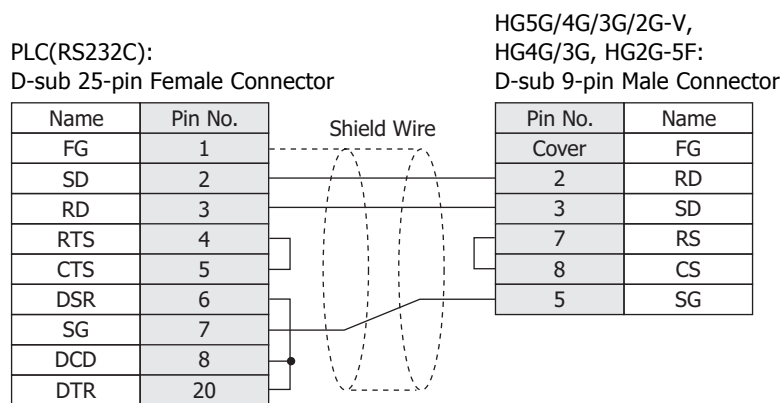 PLC(RS232C):
D-sub 25-pin Female Connector
HG5G/4G/3G/2G-V,
HG4G/3G, HG2G-5F:
D-sub 9-pin Male Connector
Name Pin No.
FG 1
SD 2
RD 3
RTS 4
CTS 5
DSR 6
SG 7
DCD 8
DTR 20
Shield Wire
Pin No. Name
Cover FG
2 RD
3 SD
7 RS
8 CS
5 SG